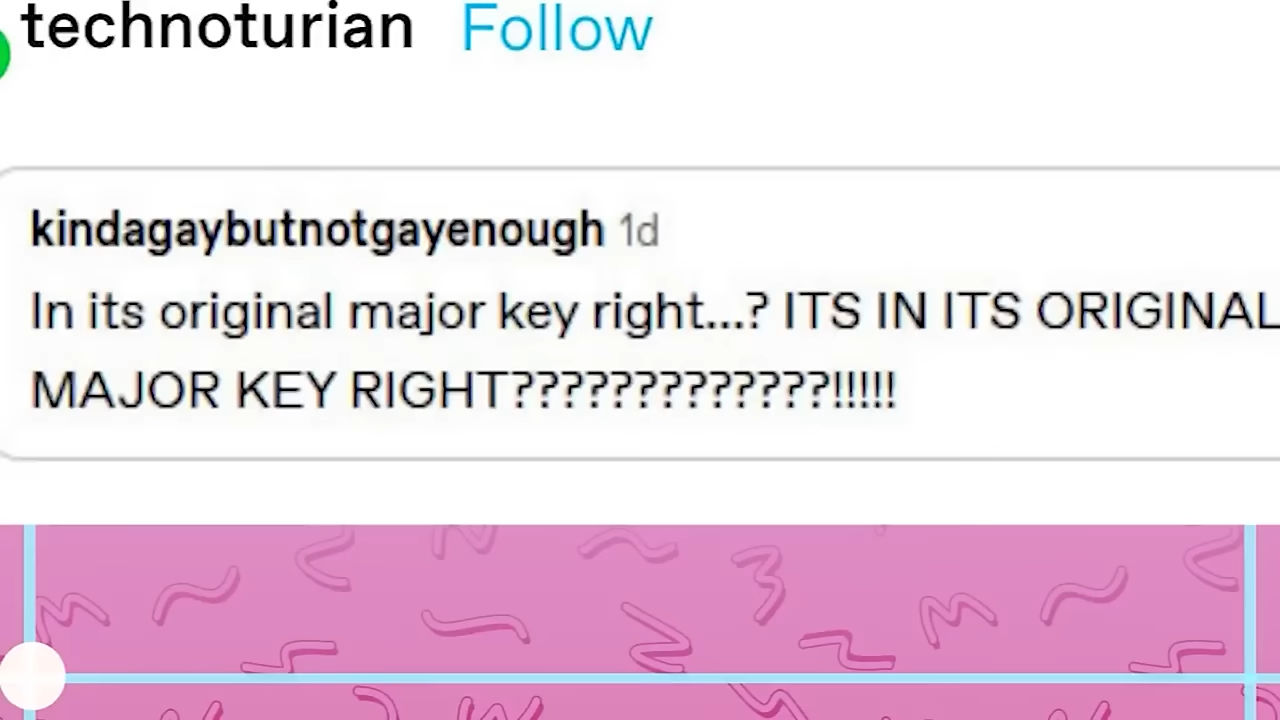 technoturian Follow
kindagaybutnotgayenough 1d
In its original major key right...? ITS IN ITS ORIGINAL
MAJOR KEY RIGHT?????????????!!!!!